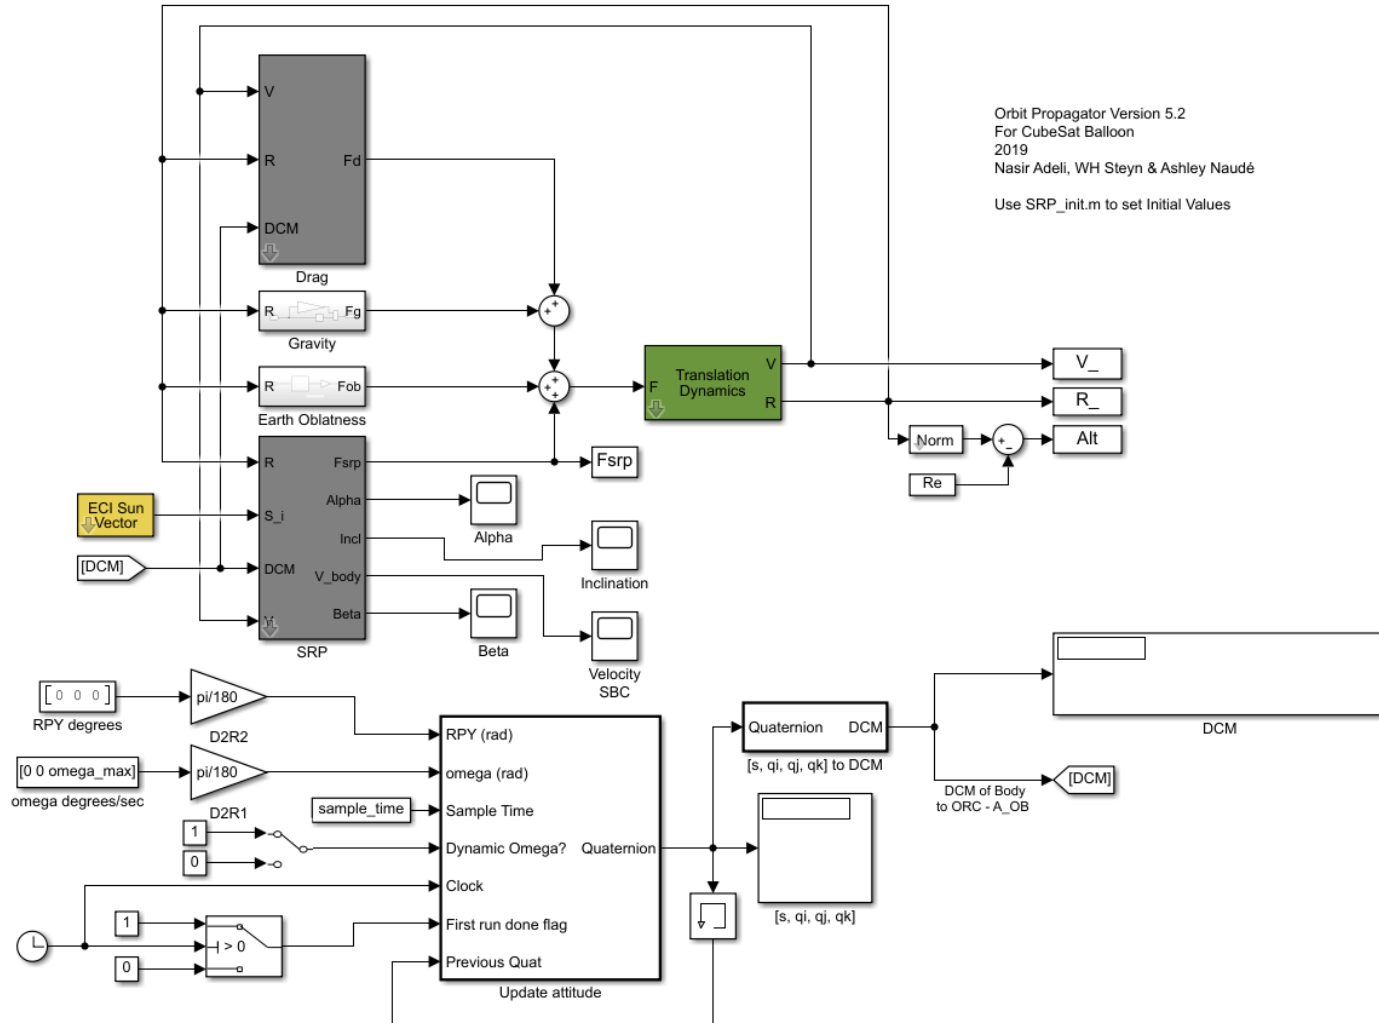 Orbit Propagator Version 5.2
For CubeSat Balloon
2019
Nasir Adeli, WH Steyn & Ashley Naudé
Use SRP_init.m to set Initial Values
V
R
Fd
DCM
Drag
R
Fg
Gravity
R
Fob
Earth Oblatness
R
Fsrp
S_i
Alpha
Incl
DCM
V_body
V
Beta
SRP
ECI Sun
Vector
[DCM]
Translation
Dynamics
F
V
R
V_
R_
Norm
Alt
Re
Fsrp
Alpha
Inclination
Beta
Velocity
SBC
[ 0 0 0 ]
RPY degrees
pi/180
D2R2
[0 0 omega_max]
omega degrees/sec
pi/180
D2R1
sample_time
1
0
1
> 0
0
RPY (rad)
omega (rad)
Sample Time
Dynamic Omega?
Quaternion
Clock
First run done flag
Previous Quat
Update attitude
Quaternion
DCM
[s, qi, qj, qk] to DCM
[s, qi, qj, qk]
DCM
[DCM]
DCM of Body
to ORC - A_OB